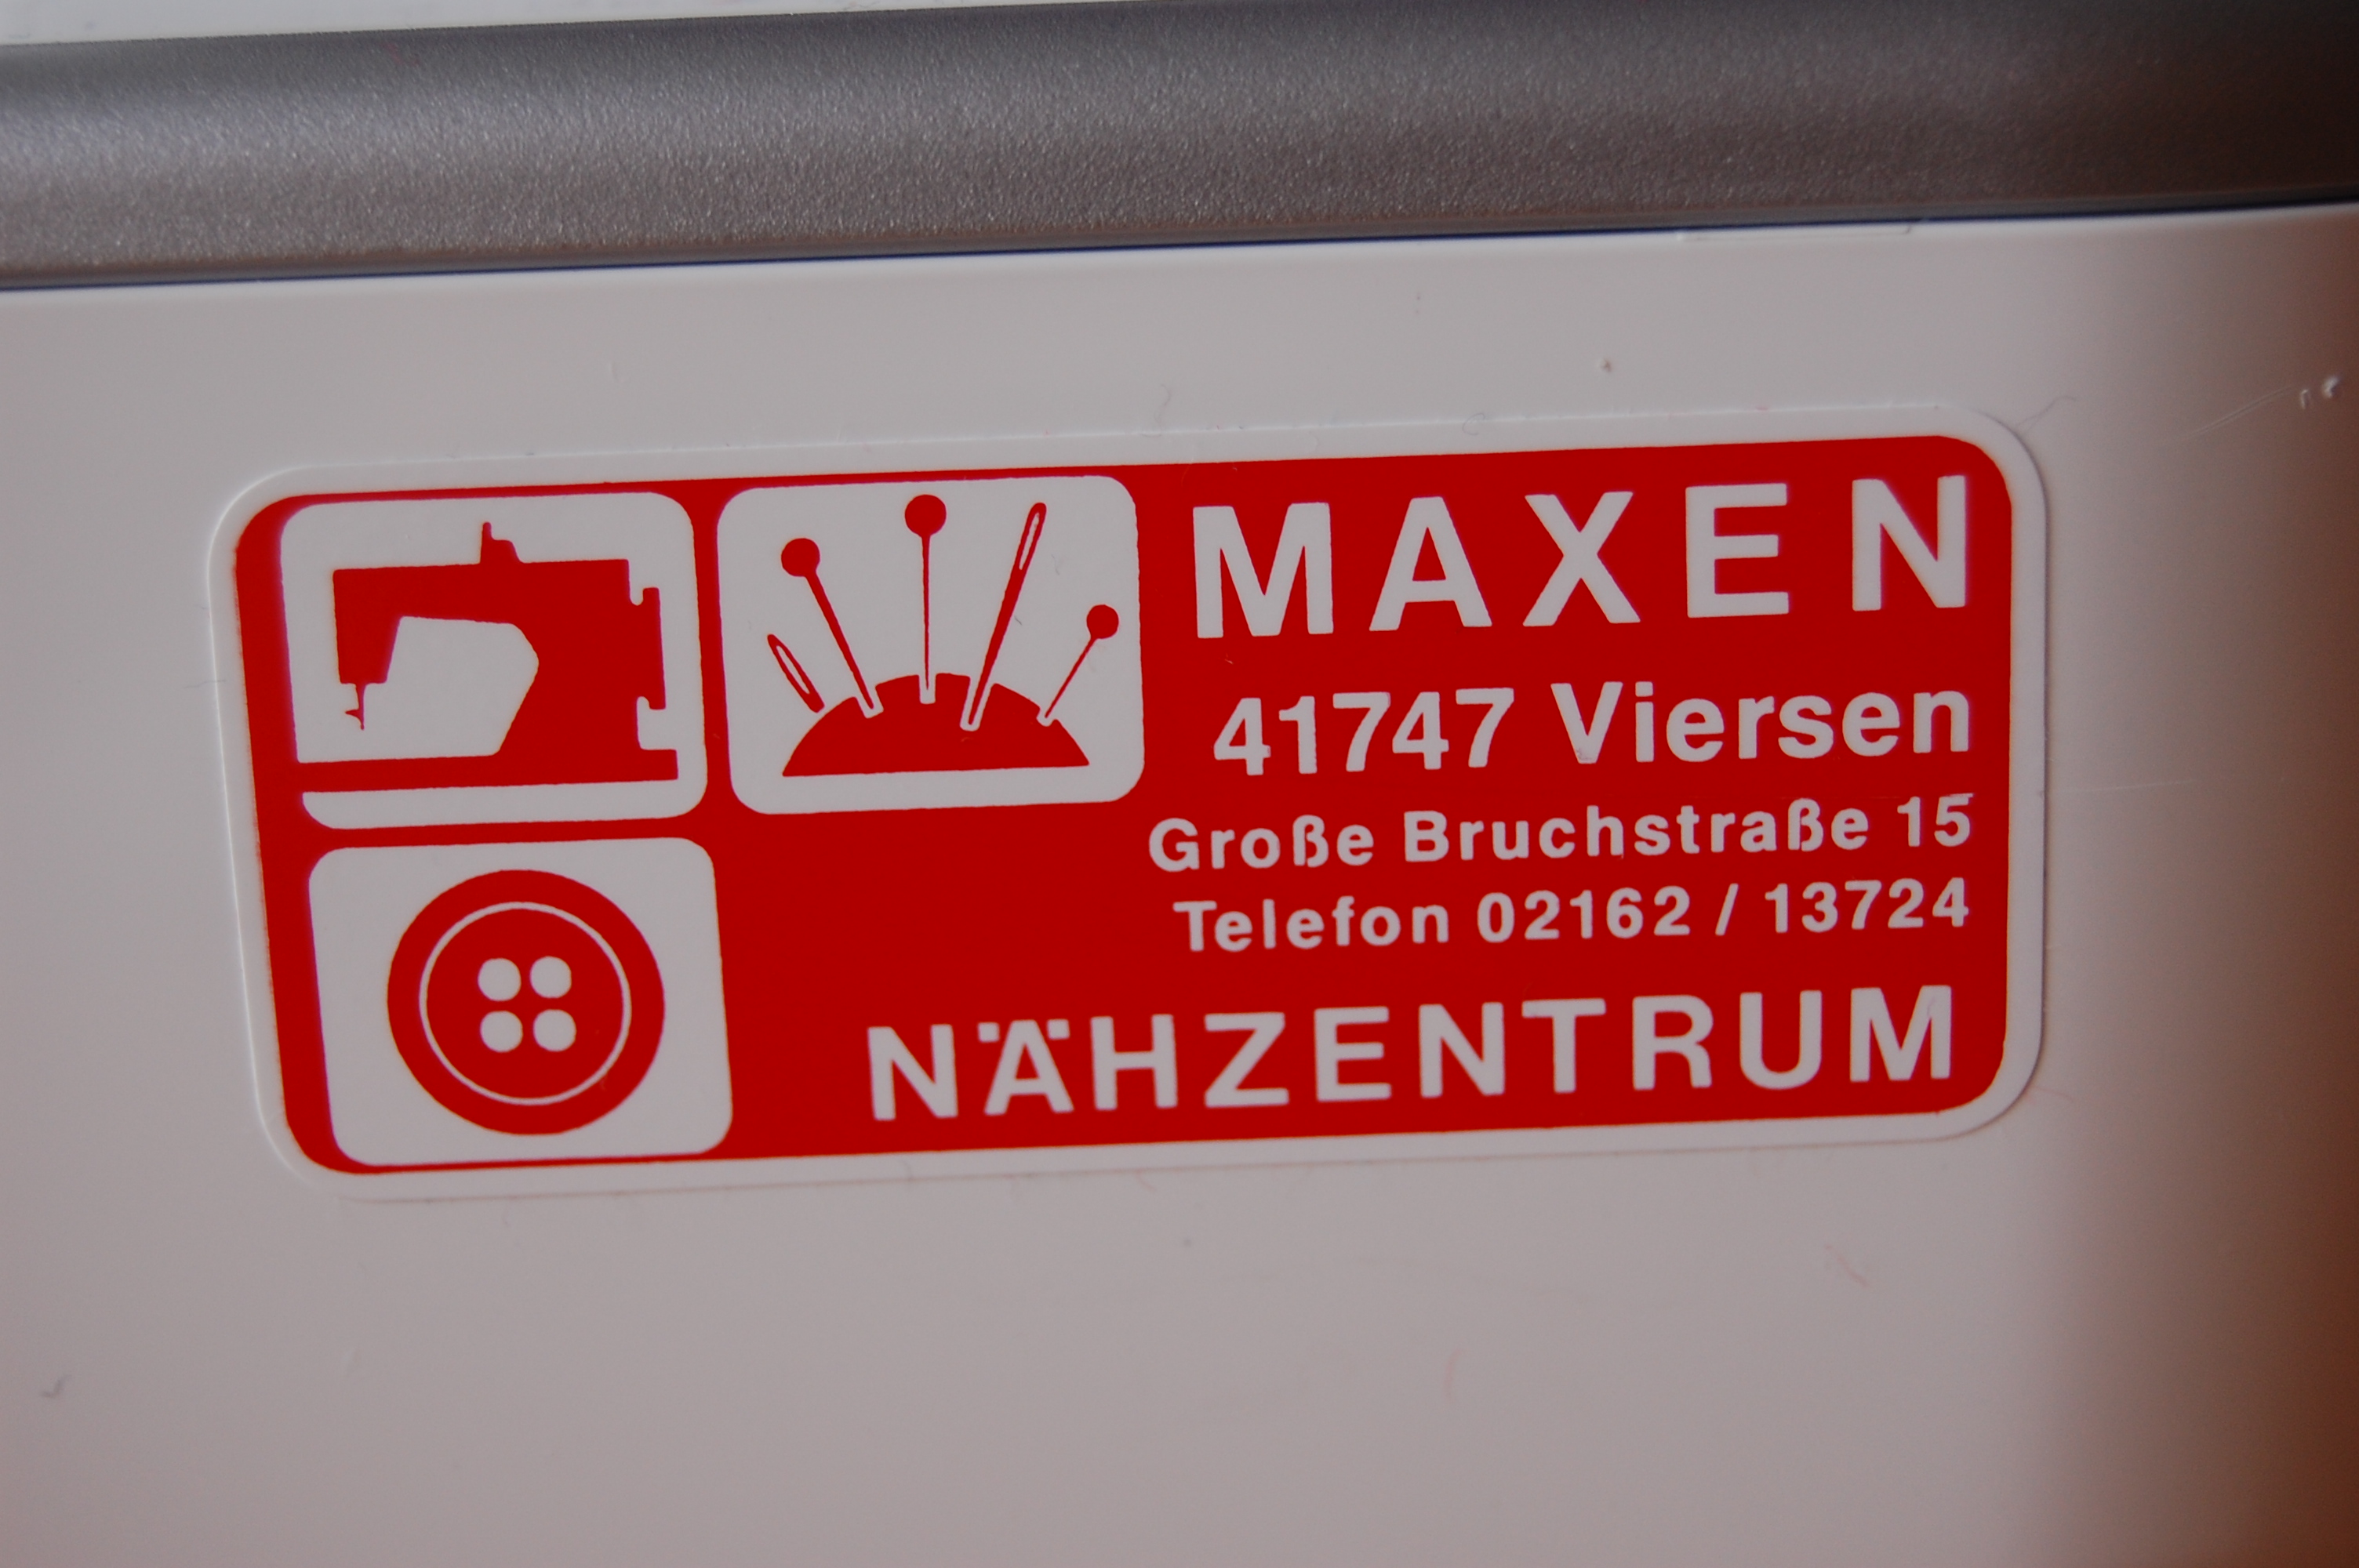 MAXEN
41747 Viersen
Große Bruchstraße 15
Telefon 02162 / 13724
NÄHZENTRUM